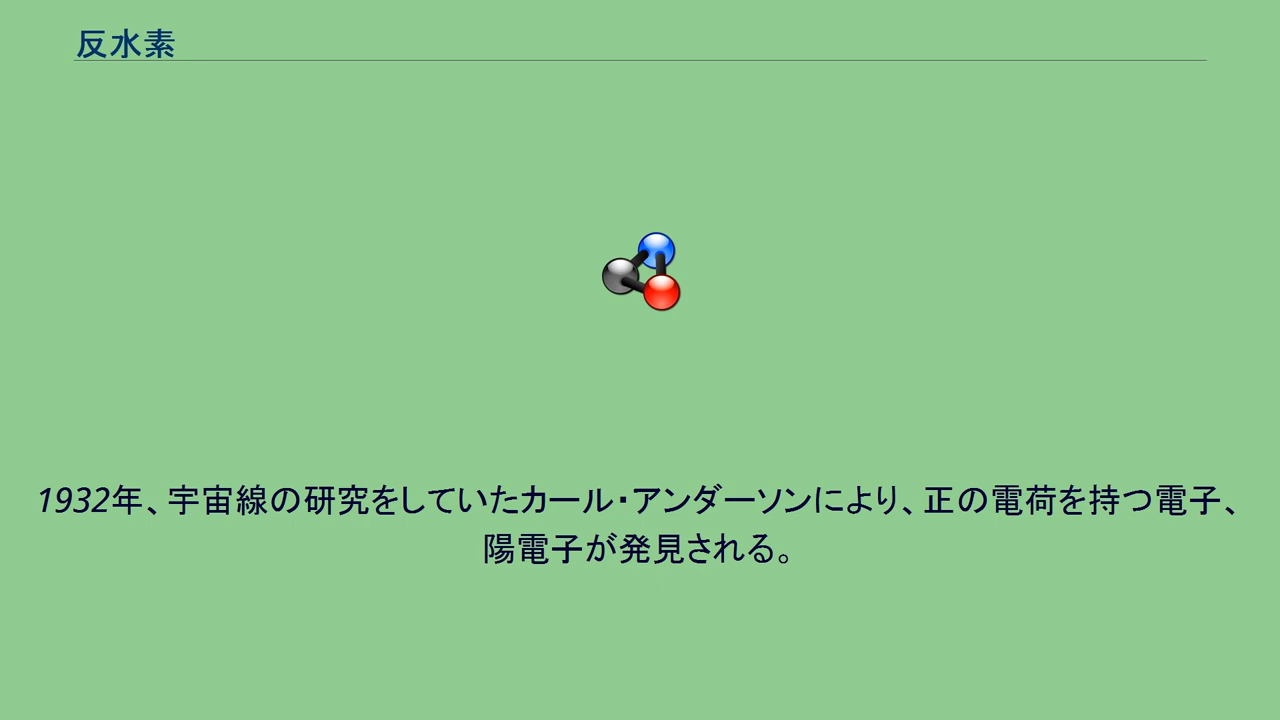 反水素
1932年、宇宙線の研究をしていたカール・アンダーソンにより、正の電荷を持つ電子、
陽電子が発見される。